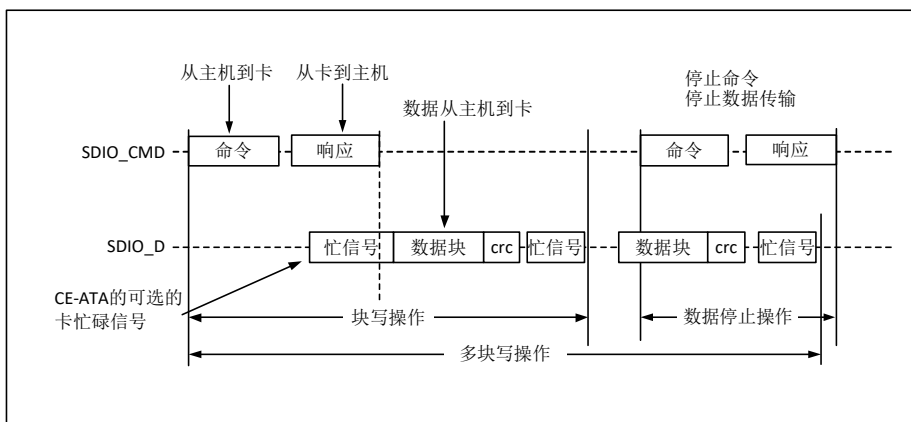 从主机到卡
从卡到主机
停止命令
停止数据传输
数据从主机到卡
SDIO_CMD
命令
响应
命令
响应
SDIO_D
忙信号
数据块
crc
忙信号
数据块
crc
忙信号
CE-ATA的可选的
卡忙碌信号
块写操作
数据停止操作
多块写操作